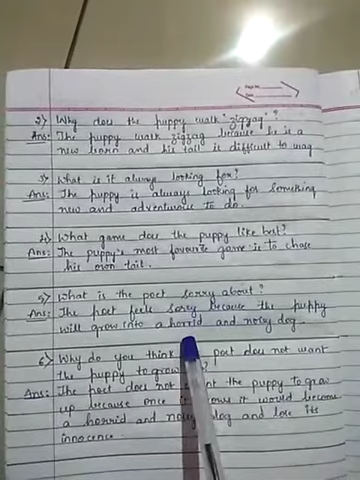 2) Why does the puppy walk "zigzag"?
Ans: The puppy walk zigzag because he is a
new born and his tail is difficult to wag
3) What is it always looking for?
Ans: The puppy is always looking for something
new and adventurous to do.
4) What game does the puppy like best?
Ans: The puppy's most favourite game is to chase
his own tail.
5) What is the poet sorry about?
Ans: The poet feels sorry because the puppy
will grow into a horrid and noisy dog.
6) Why do you think poet does not want
the puppy to grow ?
Ans: The poet does not want the puppy to grow
up because once it grows it would become
a horrid and noisy dog and lose its
innocence.